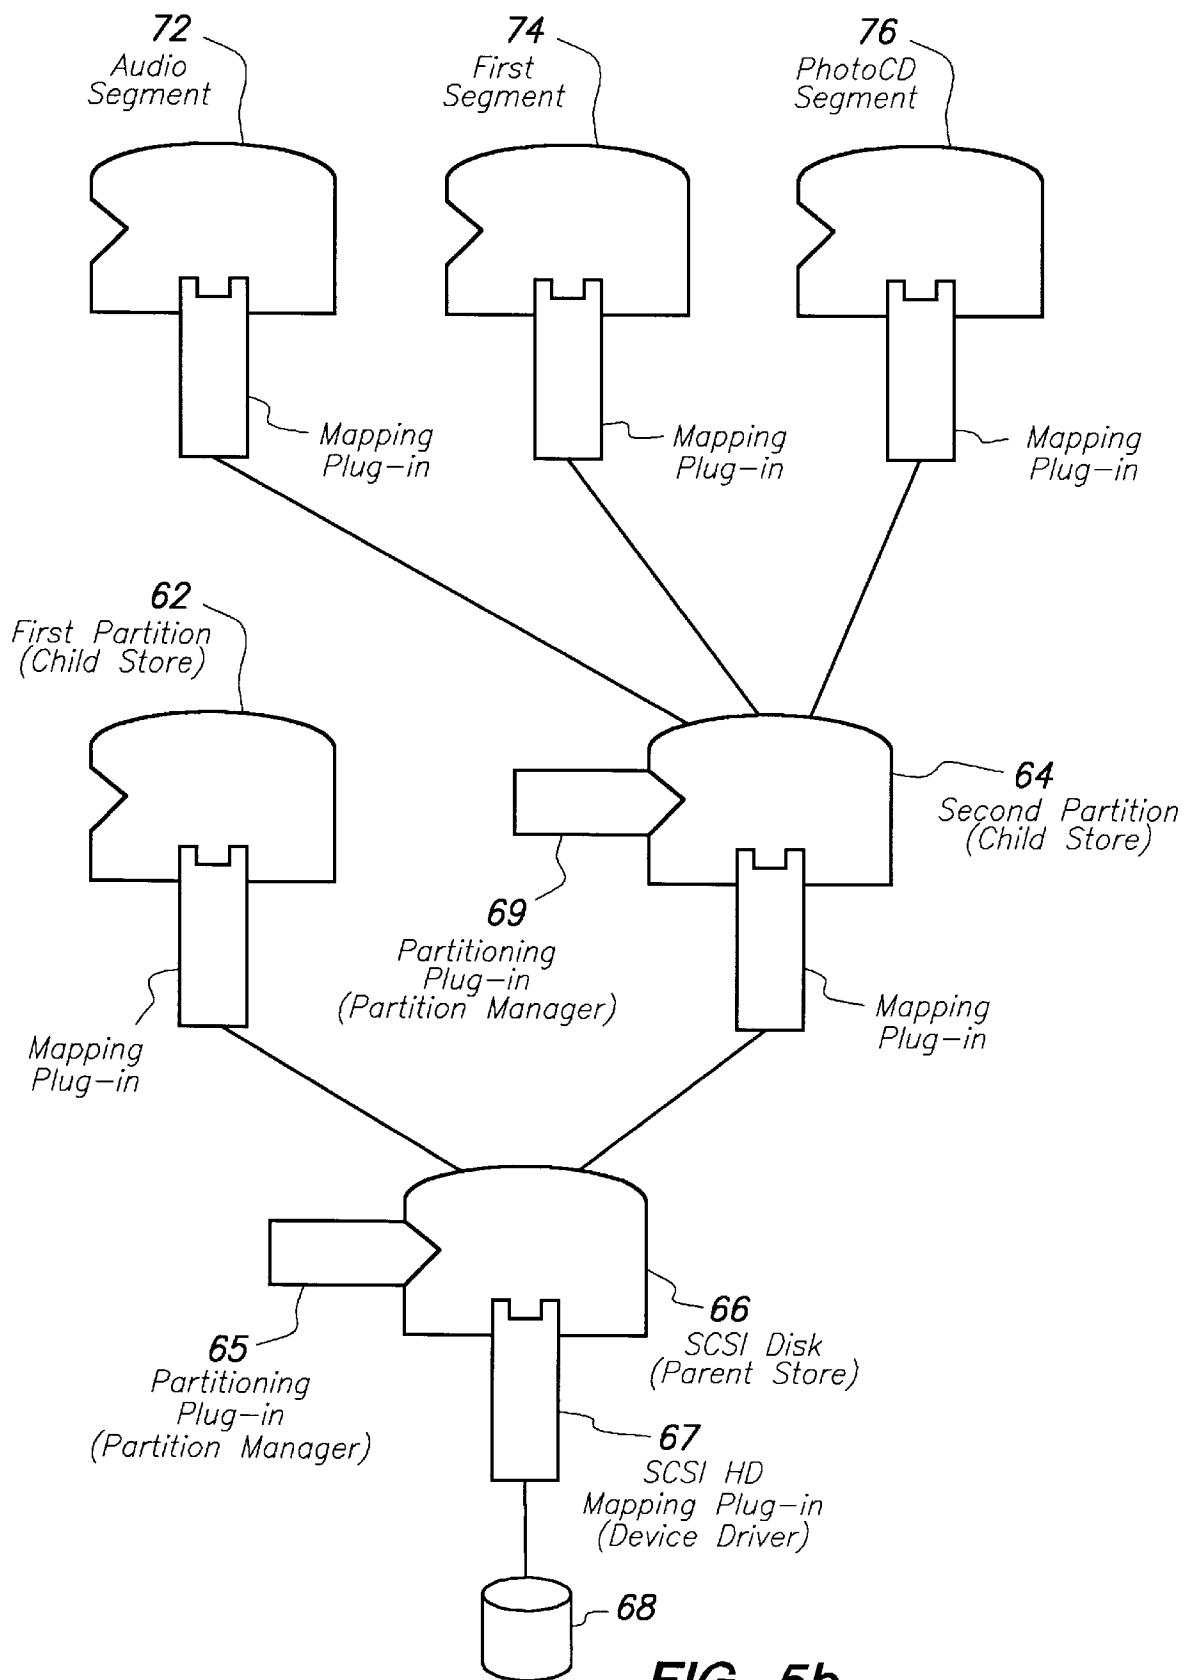 72
Audio
Segment
74
First
Segment
76
PhotoCD
Segment
Mapping
Plug-in
Mapping
Plug-in
Mapping
Plug-in
62
First Partition
(Child Store)
64
Second Partition
(Child Store)
69
Partitioning
Plug-in
(Partition Manager)
Mapping
Plug-in
Mapping
Plug-in
66
SCSI Disk
(Parent Store)
65
Partitioning
Plug-in
(Partition Manager)
67
SCSI HD
Mapping Plug-in
(Device Driver)
68
FIG. 5b